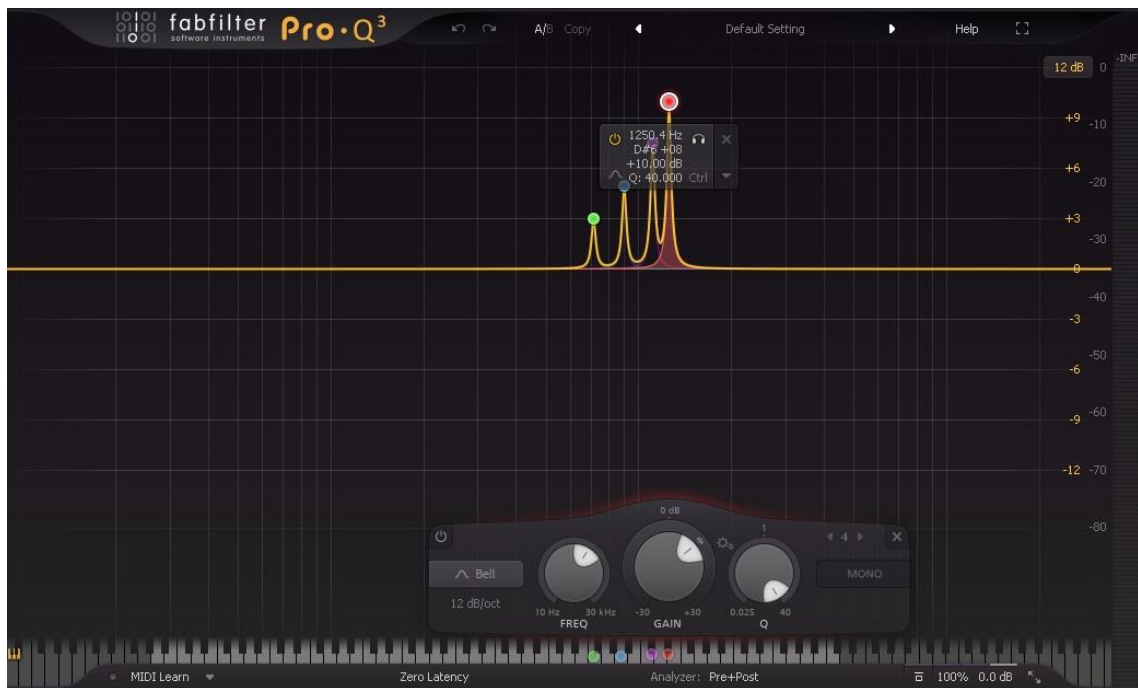 fabfilter Pro·Q³
software instruments
A/B Copy
Default Setting
Help
-INF
12 dB 0
+9 -10
+6 -20
+3 -30
0
-40
-3
-50
-6
-60
-9
-12 -70
-80
1250.4 Hz
D#6 +08
+10.00 dB
Q: 40.000 Ctrl
0 dB
1
4
Bell
12 dB/oct
MONO
10 Hz 30 kHz
FREQ
-30 +30
GAIN
0.025 40
Q
MIDI Learn
Zero Latency
Analyzer: Pre+Post
100% 0.0 dB